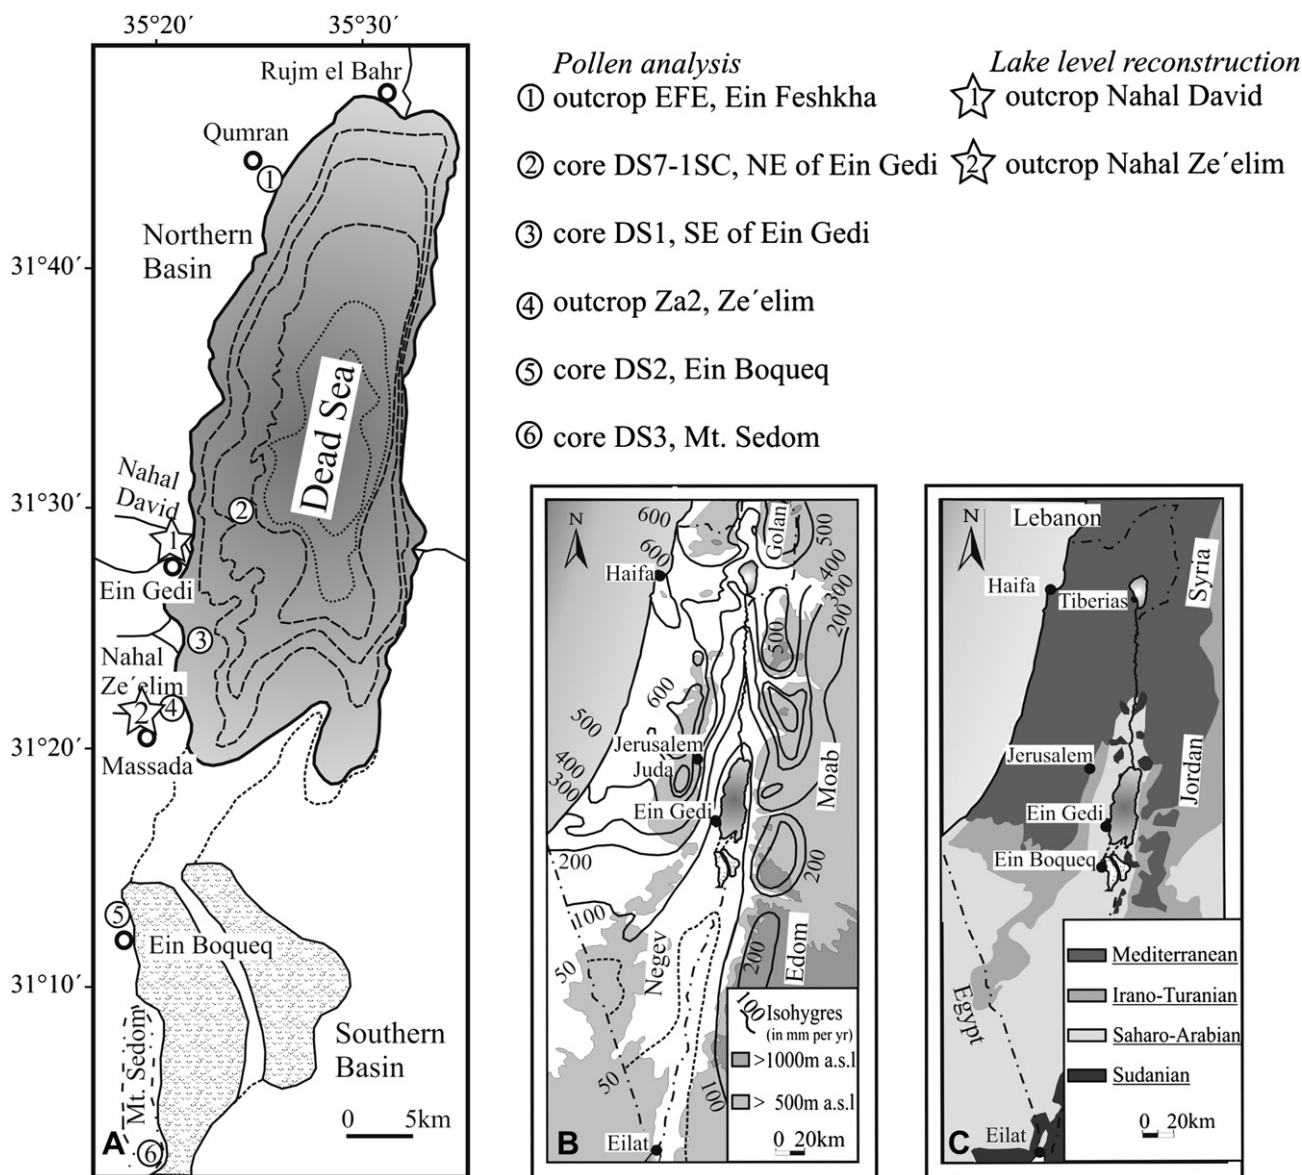 35°20´ 35°30´
Rujm el Bahr
Qumran
1
Northern
Basin
31°40´
Dead Sea
Nahal
David
31°30´
2
1
Ein Gedi
3
Nahal
Ze´elim
2
4
31°20´
Massada
5
Ein Boqueq
31°10´
Southern
Basin
Mt. Sedom
0 5km
A
6
Pollen analysis
1 outcrop EFE, Ein Feshkha
2 core DS7-1SC, NE of Ein Gedi
3 core DS1, SE of Ein Gedi
4 outcrop Za2, Ze´elim
5 core DS2, Ein Boqueq
6 core DS3, Mt. Sedom
Lake level reconstruction
1 outcrop Nahal David
2 outcrop Nahal Ze´elim
N
600
600
Golan
500
400
300
200
Haifa
500
600
500
400
300
Jerusalem
Juda
Moab
Ein Gedi
200
200
100
Negev
50
200
Edom
50
100
100
Isohygres
(in mm per yr)
>1000m a.s.l
> 500m a.s.l
0 20km
Eilat
B
N
Lebanon
Haifa
Tiberias
Syria
Jerusalem
Jordan
Ein Gedi
Ein Boqueq
Egypt
Mediterranean
Irano-Turanian
Saharo-Arabian
Sudanian
Eilat
0 20km
C